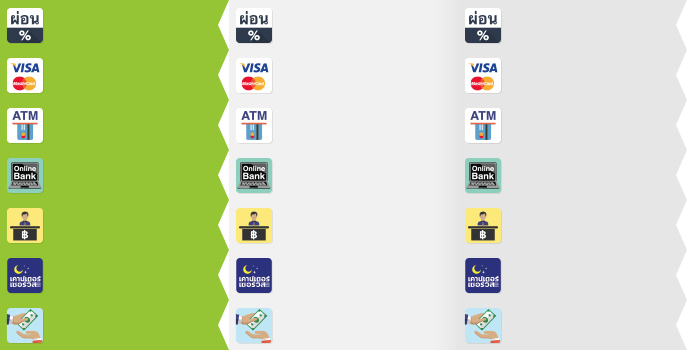 ผ่อน ผ่อน ผ่อน
% % %
VISA VISA VISA
MasterCard MasterCard MasterCard
ATM ATM ATM
Online Online Online
Bank Bank Bank
฿ ฿ ฿
เคาน์เตอร์ เคาน์เตอร์ เคาน์เตอร์
เซอร์วิส เซอร์วิส เซอร์วิส